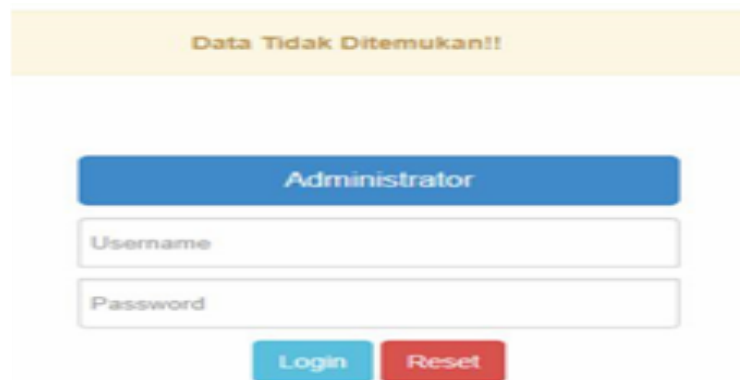 Data Tidak Ditemukan!!
Administrator
Username
Password
Login Reset